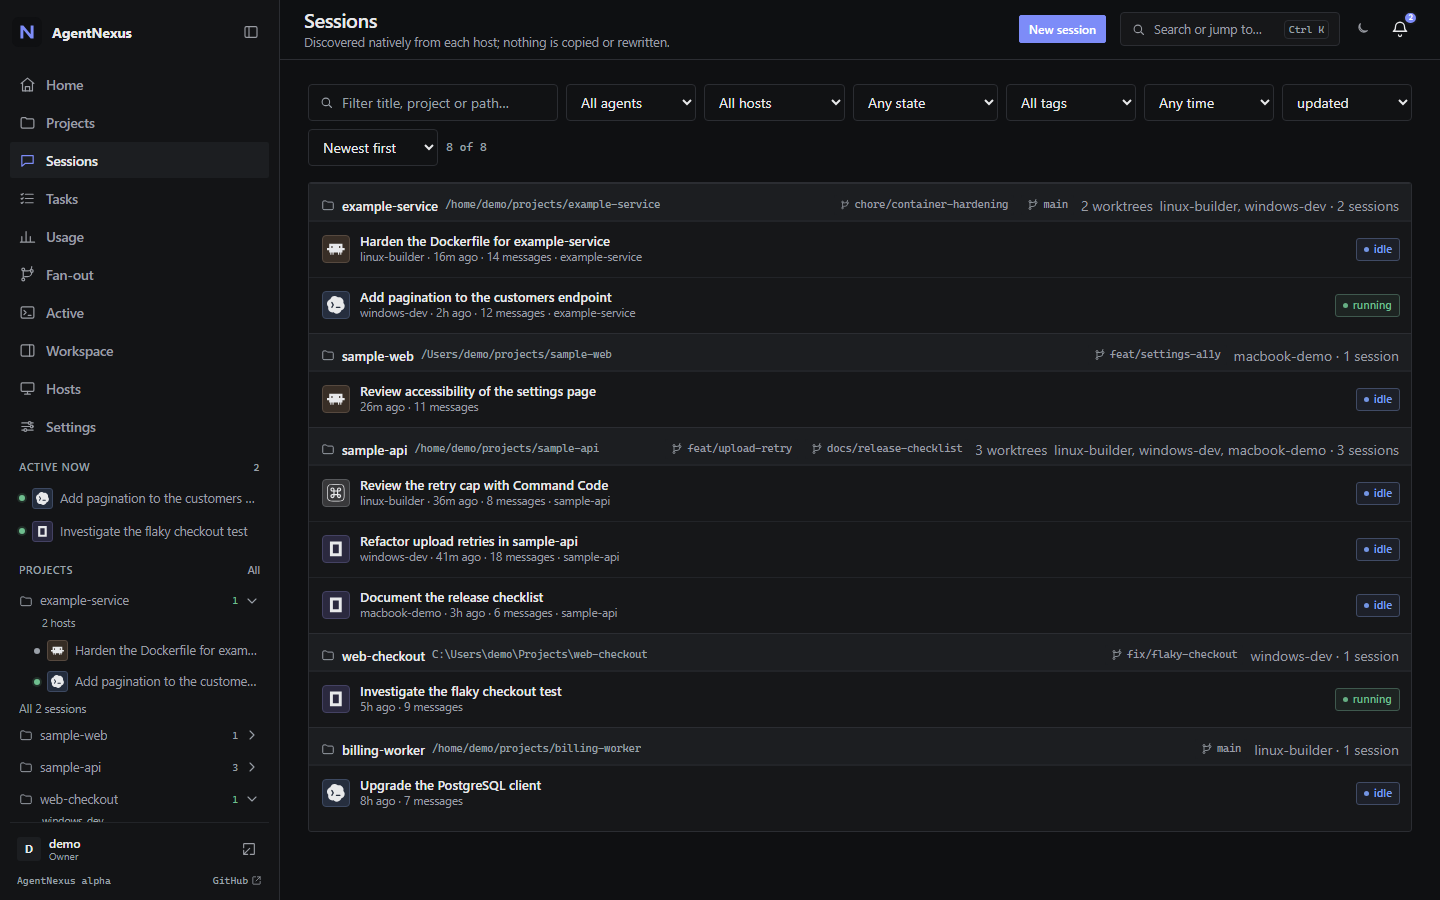 N AgentNexus
Home
Projects
Sessions
Tasks
Usage
Fan-out
Active
Workspace
Hosts
Settings
ACTIVE NOW 2
Add pagination to the customers ...
Investigate the flaky checkout test
PROJECTS All
example-service 1
2 hosts
Harden the Dockerfile for exam...
Add pagination to the custome...
All 2 sessions
sample-web 1
sample-api 3
web-checkout 1
windows-dev
D demo
Owner
AgentNexus alpha GitHub
Sessions
Discovered natively from each host; nothing is copied or rewritten.
New session
Search or jump to... Ctrl K
2
Filter title, project or path...
All agents
All hosts
Any state
All tags
Any time
updated
Newest first
8 of 8
example-service /home/demo/projects/example-service chore/container-hardening main 2 worktrees linux-builder, windows-dev · 2 sessions
Harden the Dockerfile for example-service
linux-builder · 16m ago · 14 messages · example-service
idle
Add pagination to the customers endpoint
windows-dev · 2h ago · 12 messages · example-service
running
sample-web /Users/demo/projects/sample-web feat/settings-a11y macbook-demo · 1 session
Review accessibility of the settings page
26m ago · 11 messages
idle
sample-api /home/demo/projects/sample-api feat/upload-retry docs/release-checklist 3 worktrees linux-builder, windows-dev, macbook-demo · 3 sessions
Review the retry cap with Command Code
linux-builder · 36m ago · 8 messages · sample-api
idle
Refactor upload retries in sample-api
windows-dev · 41m ago · 18 messages · sample-api
idle
Document the release checklist
macbook-demo · 3h ago · 6 messages · sample-api
idle
web-checkout C:\Users\demo\Projects\web-checkout fix/flaky-checkout windows-dev · 1 session
Investigate the flaky checkout test
5h ago · 9 messages
running
billing-worker /home/demo/projects/billing-worker main linux-builder · 1 session
Upgrade the PostgreSQL client
8h ago · 7 messages
idle